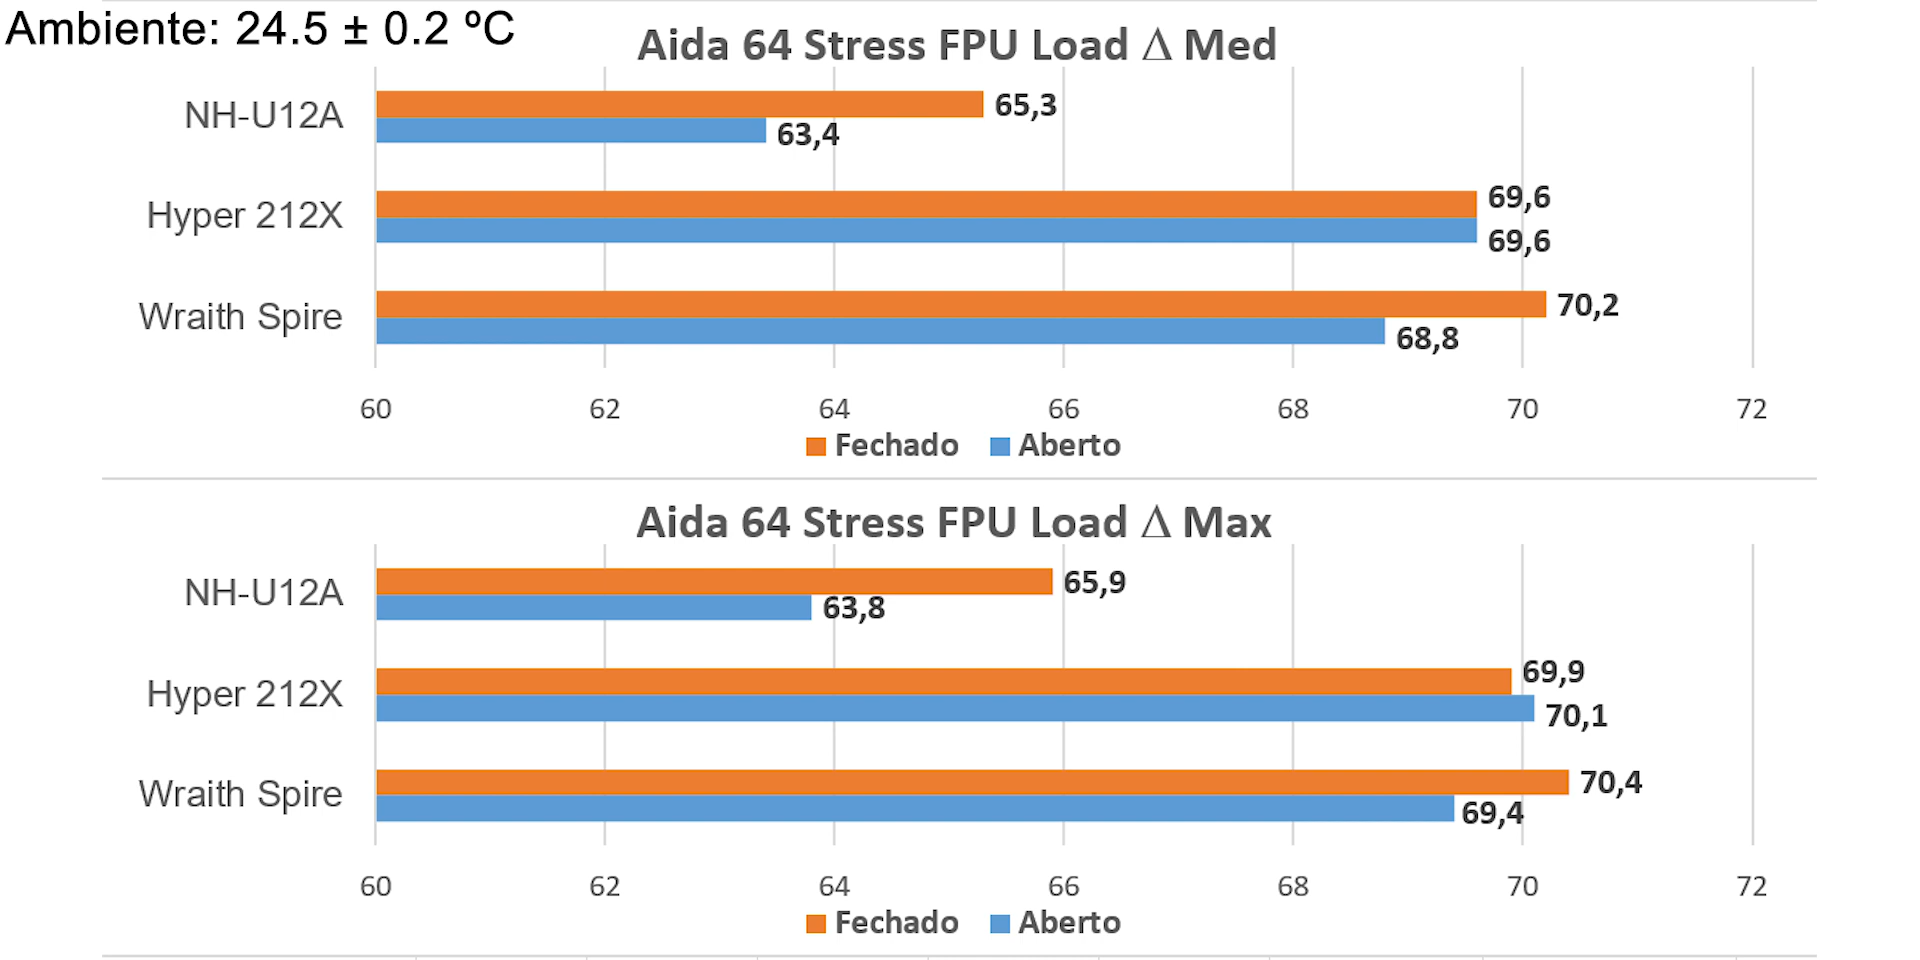 Ambiente: 24.5 ± 0.2 ºC
Aida 64 Stress FPU Load Δ Med
NH-U12A
65,3
63,4
Hyper 212X
69,6
69,6
Wraith Spire
70,2
68,8
60 62 64 66 68 70 72
Fechado Aberto
Aida 64 Stress FPU Load Δ Max
NH-U12A
65,9
63,8
Hyper 212X
69,9
70,1
Wraith Spire
70,4
69,4
60 62 64 66 68 70 72
Fechado Aberto